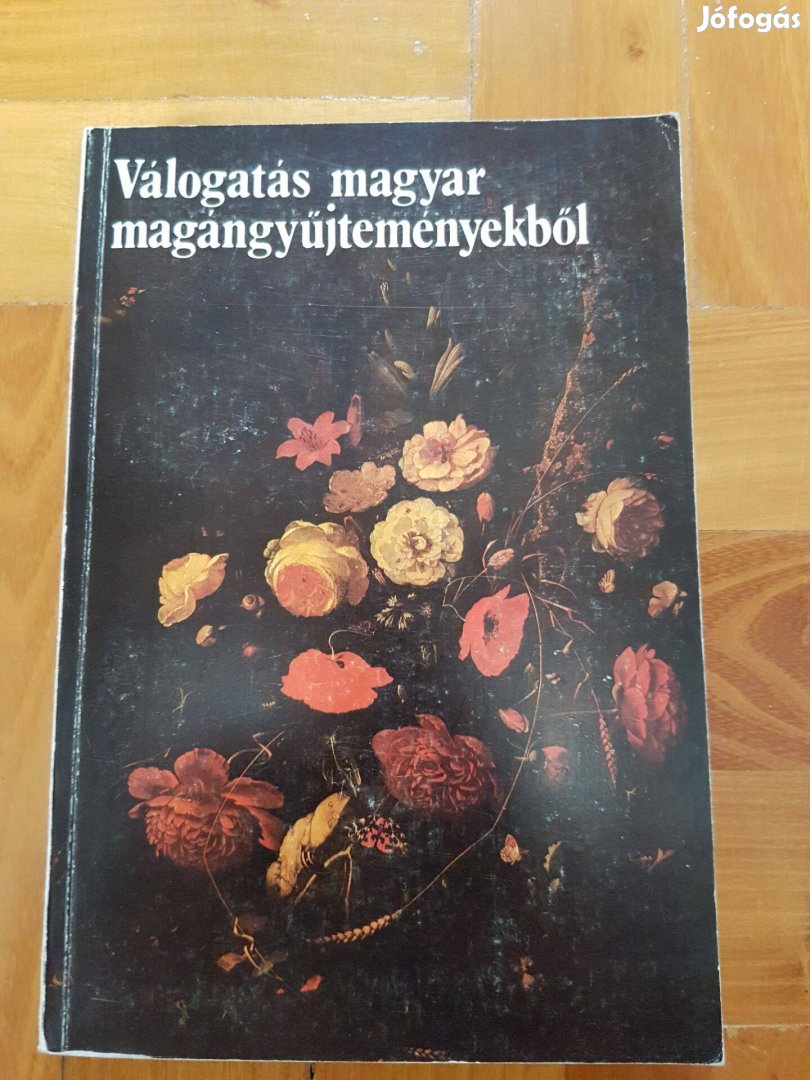 Jófogás
Válogatás magyar
magángyűjteményekből